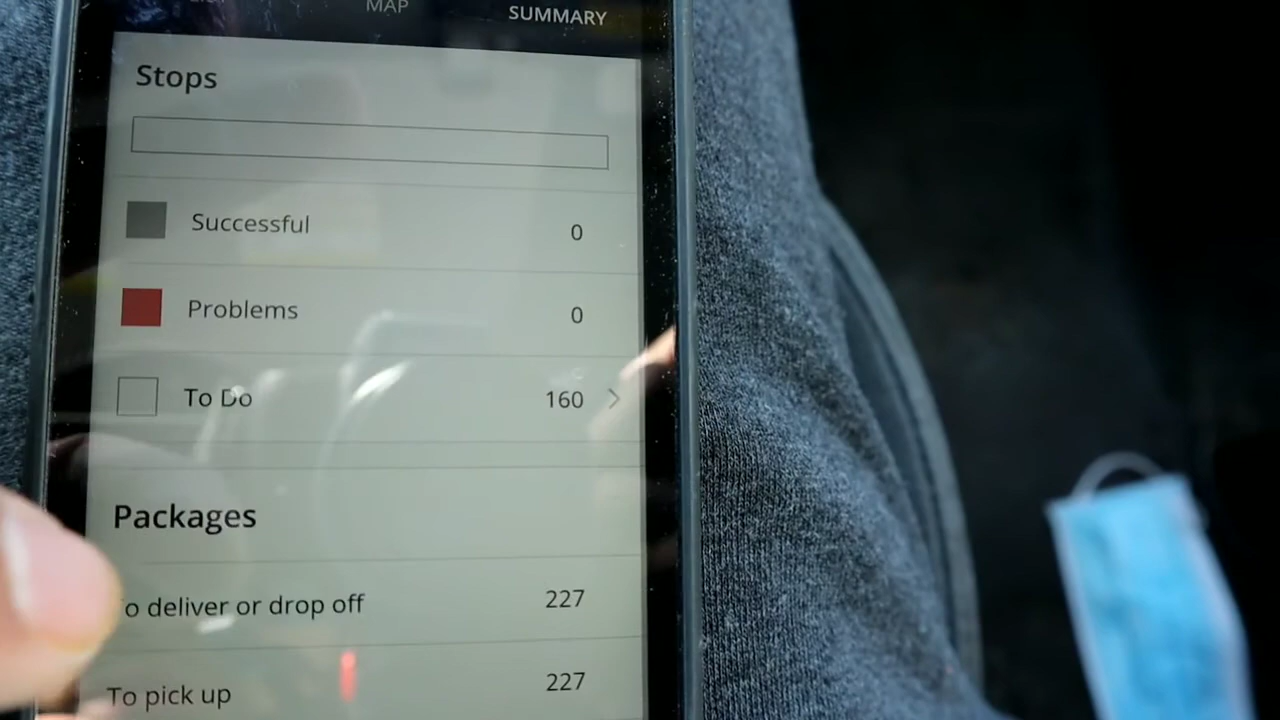 MAP
SUMMARY
Stops
Successful 0
Problems 0
To Do 160
Packages
o deliver or drop off 227
To pick up 227